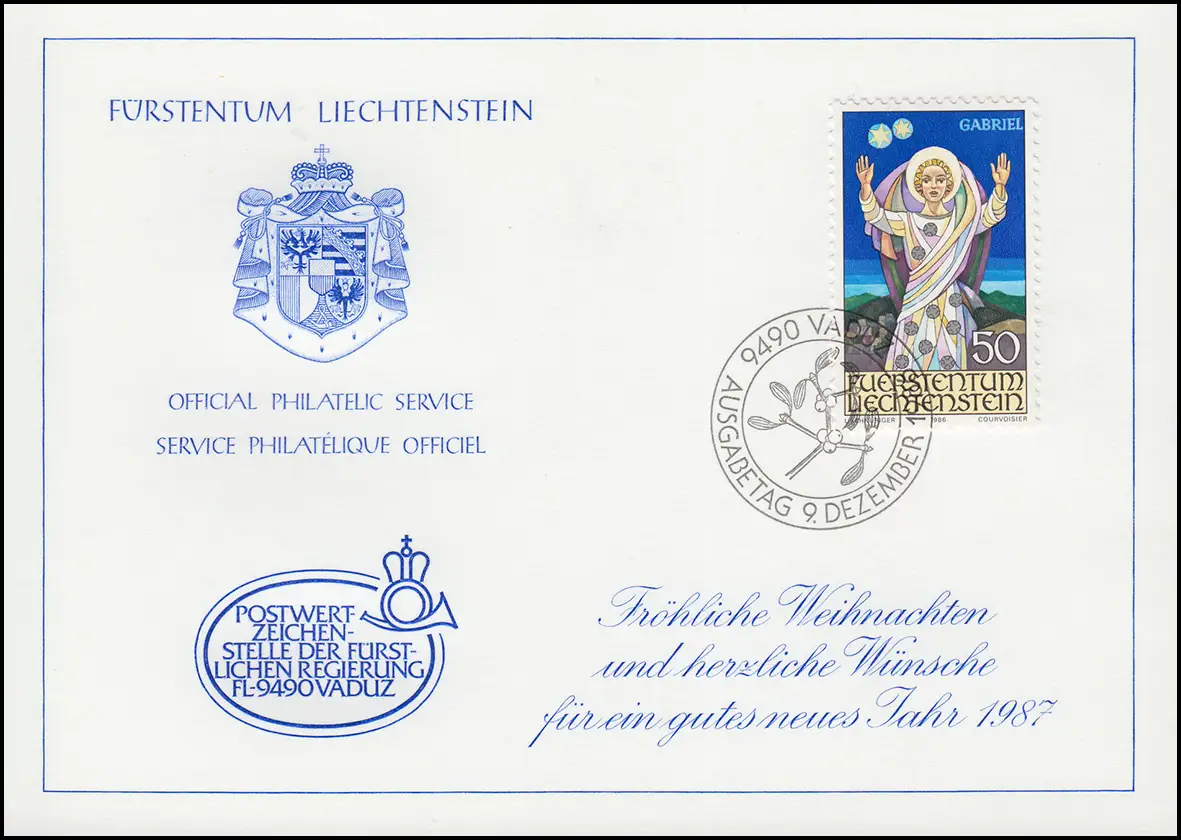 FÜRSTENTUM LIECHTENSTEIN
OFFICIAL PHILATELIC SERVICE
SERVICE PHILATÉLIQUE OFFICIEL
POSTWERT-
ZEICHEN-
STELLE DER FÜRST-
LICHEN REGIERUNG
FL-9490 VADUZ
GABRIEL
50
FUERSTENTUM
LIECHTENSTEIN
1986
COURVOISIER
9490 VADUZ
AUSGABETAG 9. DEZEMBER
Fröhliche Weihnachten
und herzliche Wünsche
für ein gutes neues Jahr 1987